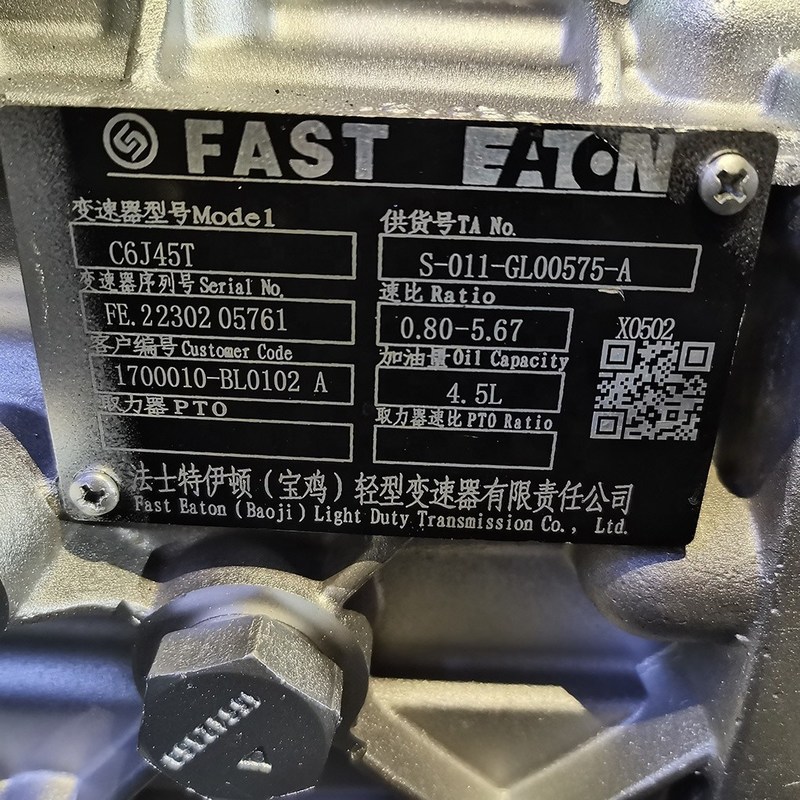 FAST EATON
变速器型号Model
C6J45T
供货号TA No.
S-011-GL00575-A
变速器序列号Serial No.
FE.22302 05761
速比Ratio
0.80-5.67
客户编号Customer Code
1700010-BL0102 A
加油量Oil Capacity
4.5L
取力器PTO
取力器速比PTO Ratio
X0502
法士特伊顿（宝鸡）轻型变速器有限责任公司
Fast Eaton (Baoji) Light Duty Transmission Co., Ltd.